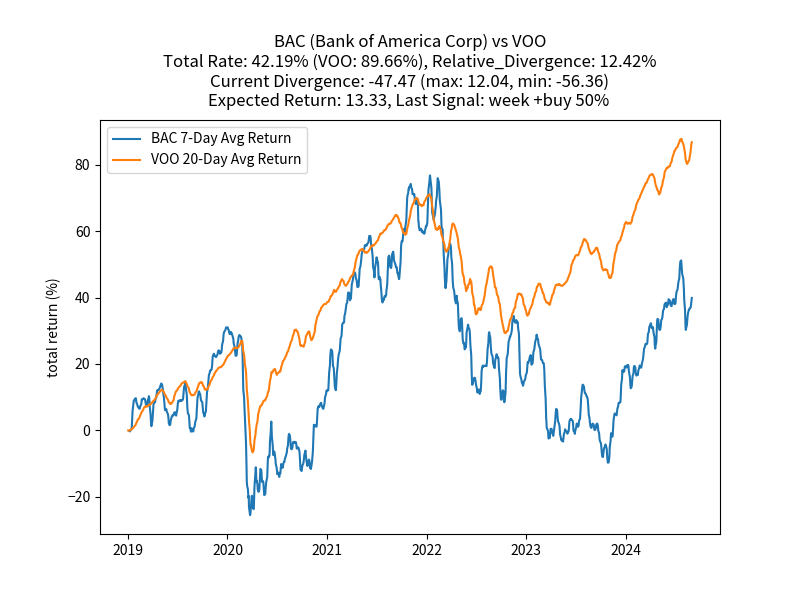 BAC (Bank of America Corp) vs VOO
Total Rate: 42.19% (VOO: 89.66%), Relative_Divergence: 12.42%
Current Divergence: -47.47 (max: 12.04, min: -56.36)
Expected Return: 13.33, Last Signal: week +buy 50%
BAC 7-Day Avg Return
VOO 20-Day Avg Return
total return (%)
80
60
40
20
0
−20
2019 2020 2021 2022 2023 2024